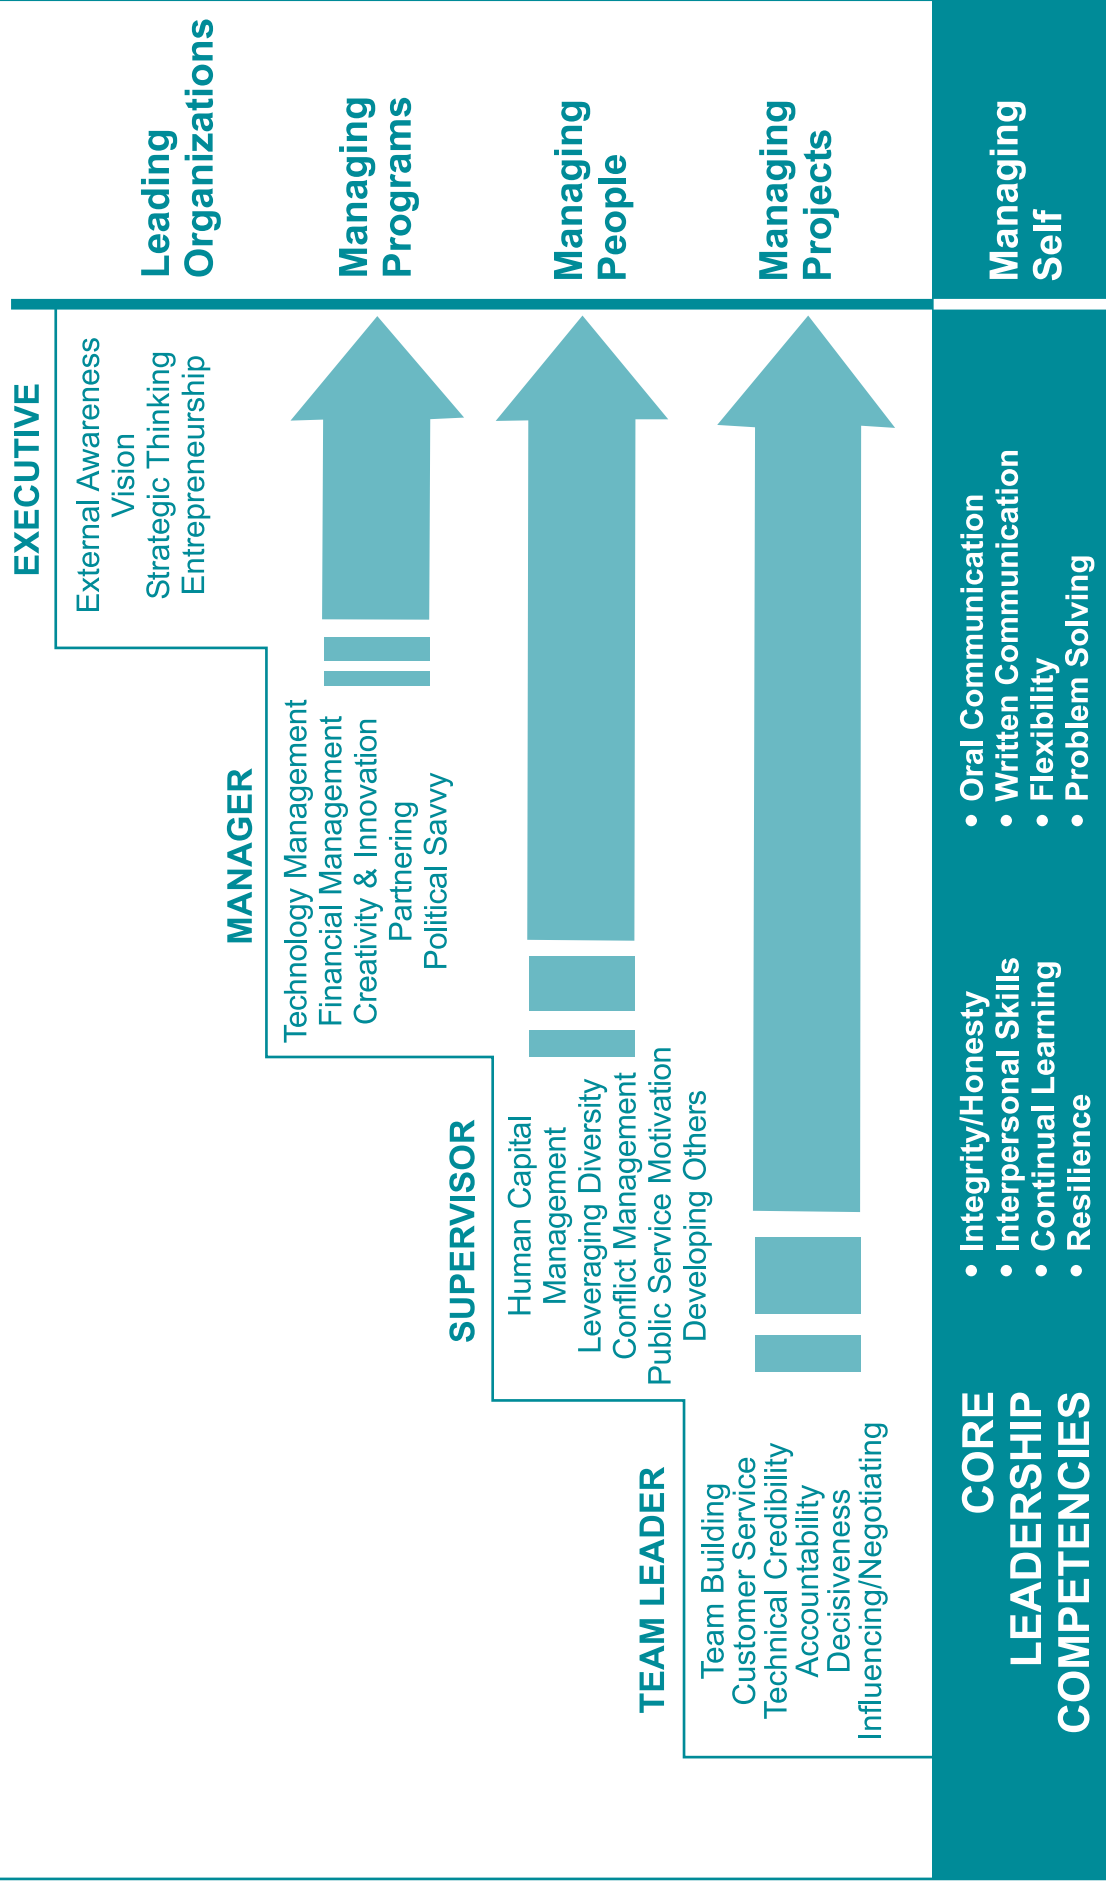 EXECUTIVE
External Awareness
Vision
Strategic Thinking
Entrepreneurship
Leading
Organizations
MANAGER
Technology Management
Financial Management
Creativity & Innovation
Partnering
Political Savvy
Managing
Programs
SUPERVISOR
Human Capital
Management
Leveraging Diversity
Conflict Management
Public Service Motivation
Developing Others
Managing
People
TEAM LEADER
Team Building
Customer Service
Technical Credibility
Accountability
Decisiveness
Influencing/Negotiating
Managing
Projects
CORE
LEADERSHIP
COMPETENCIES
• Integrity/Honesty
• Interpersonal Skills
• Continual Learning
• Resilience
• Oral Communication
• Written Communication
• Flexibility
• Problem Solving
Managing
Self